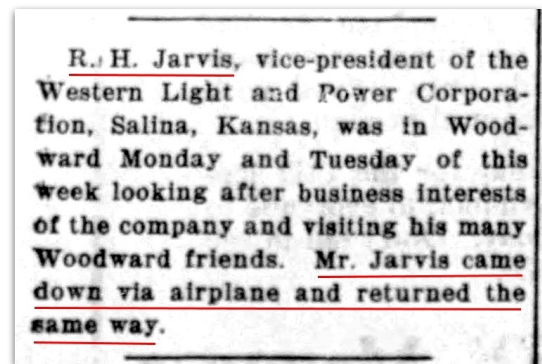 R. H. Jarvis, vice-president of the
Western Light and Power Corpora-
tion, Salina, Kansas, was in Wood-
ward Monday and Tuesday of this
week looking after business interests
of the company and visiting his many
Woodward friends. Mr. Jarvis came
down via airplane and returned the
same way.